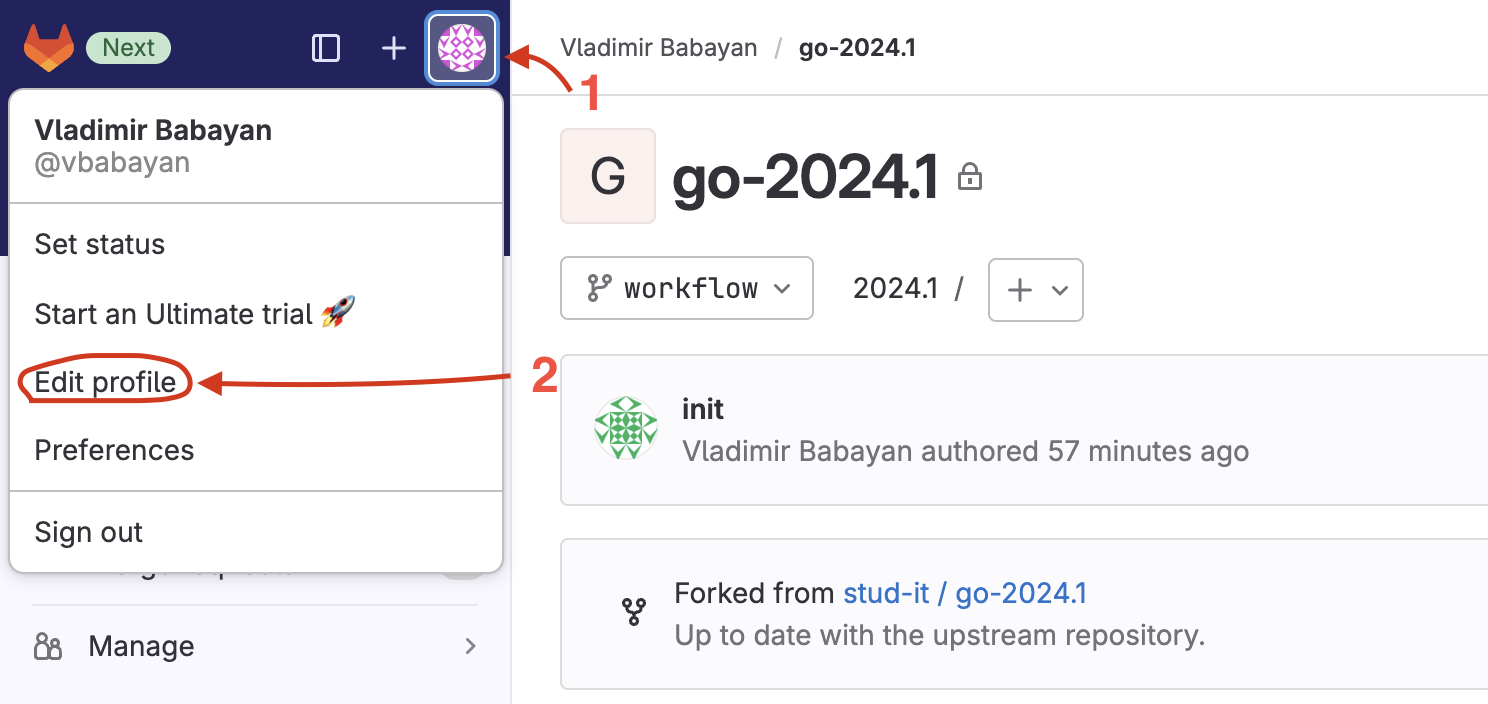 Next
Vladimir Babayan / go-2024.1
1
Vladimir Babayan
@vbabayan
G
go-2024.1
Set status
workflow
2024.1 /
Start an Ultimate trial 🚀
Edit profile
2
init
Vladimir Babayan authored 57 minutes ago
Preferences
Sign out
Forked from stud-it / go-2024.1
Up to date with the upstream repository.
Manage